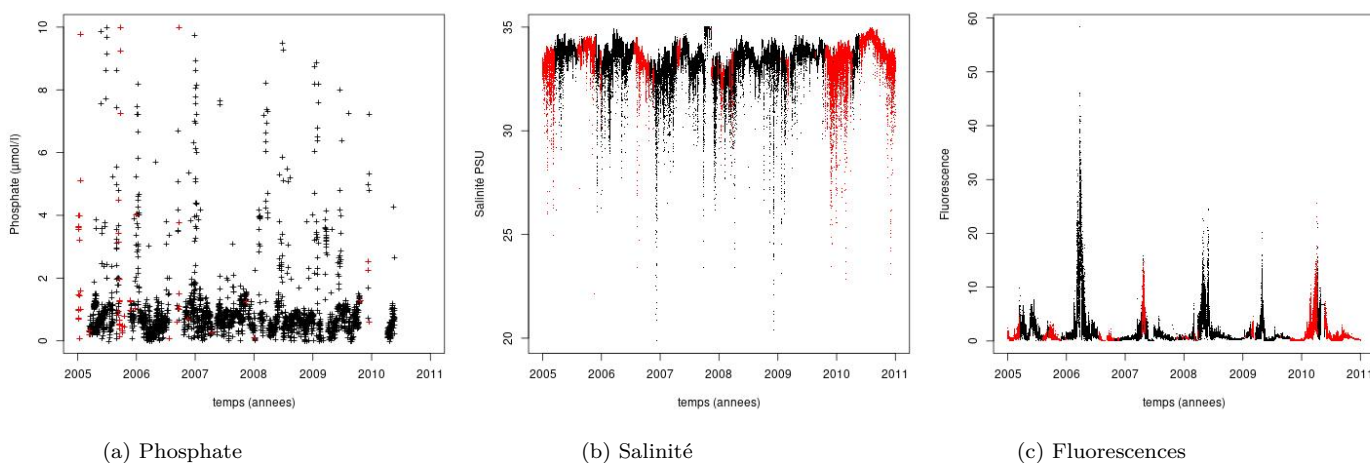 Phosphate (µmol/l)
10
8
6
4
2
0
2005 2006 2007 2008 2009 2010 2011
temps (annees)
(a) Phosphate
Salinité PSU
35
30
25
20
2005 2006 2007 2008 2009 2010 2011
temps (annees)
(b) Salinité
Fluorescence
60
50
40
30
20
10
0
2005 2006 2007 2008 2009 2010 2011
temps (annees)
(c) Fluorescences